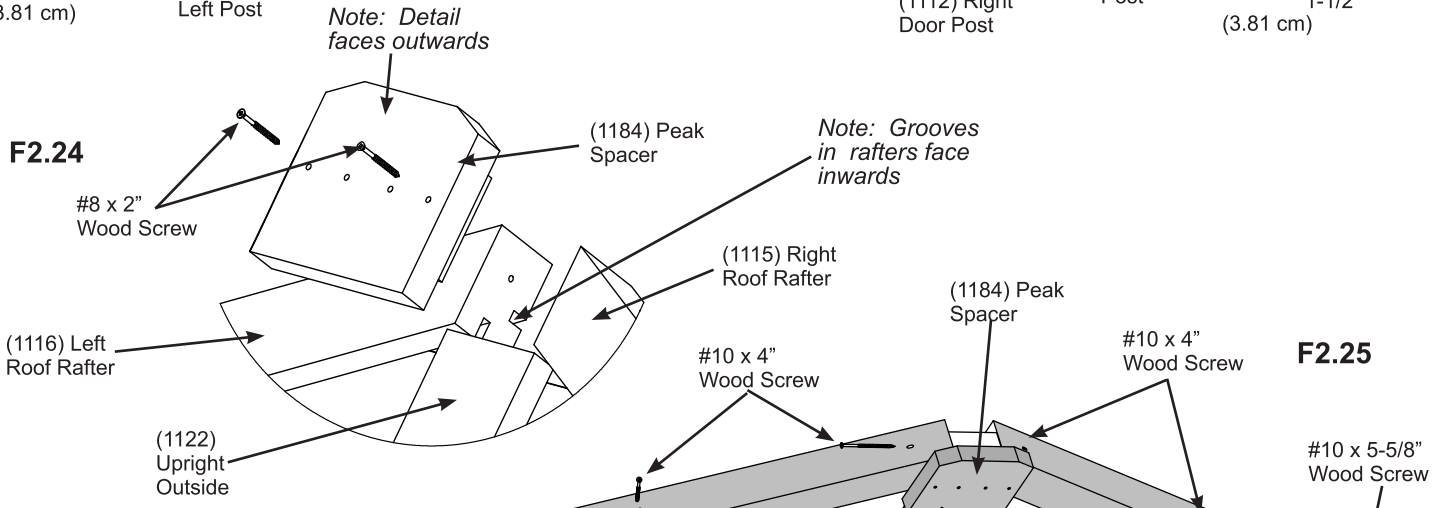 3.81 cm)
Left Post
Note: Detail
faces outwards
(1112) Right
Door Post
Post
1-1/2
(3.81 cm)
F2.24
#8 x 2”
Wood Screw
(1184) Peak
Spacer
Note: Grooves
in rafters face
inwards
(1115) Right
Roof Rafter
(1116) Left
Roof Rafter
(1122)
Upright
Outside
(1184) Peak
Spacer
#10 x 4”
Wood Screw
#10 x 4”
Wood Screw
F2.25
#10 x 5-5/8”
Wood Screw